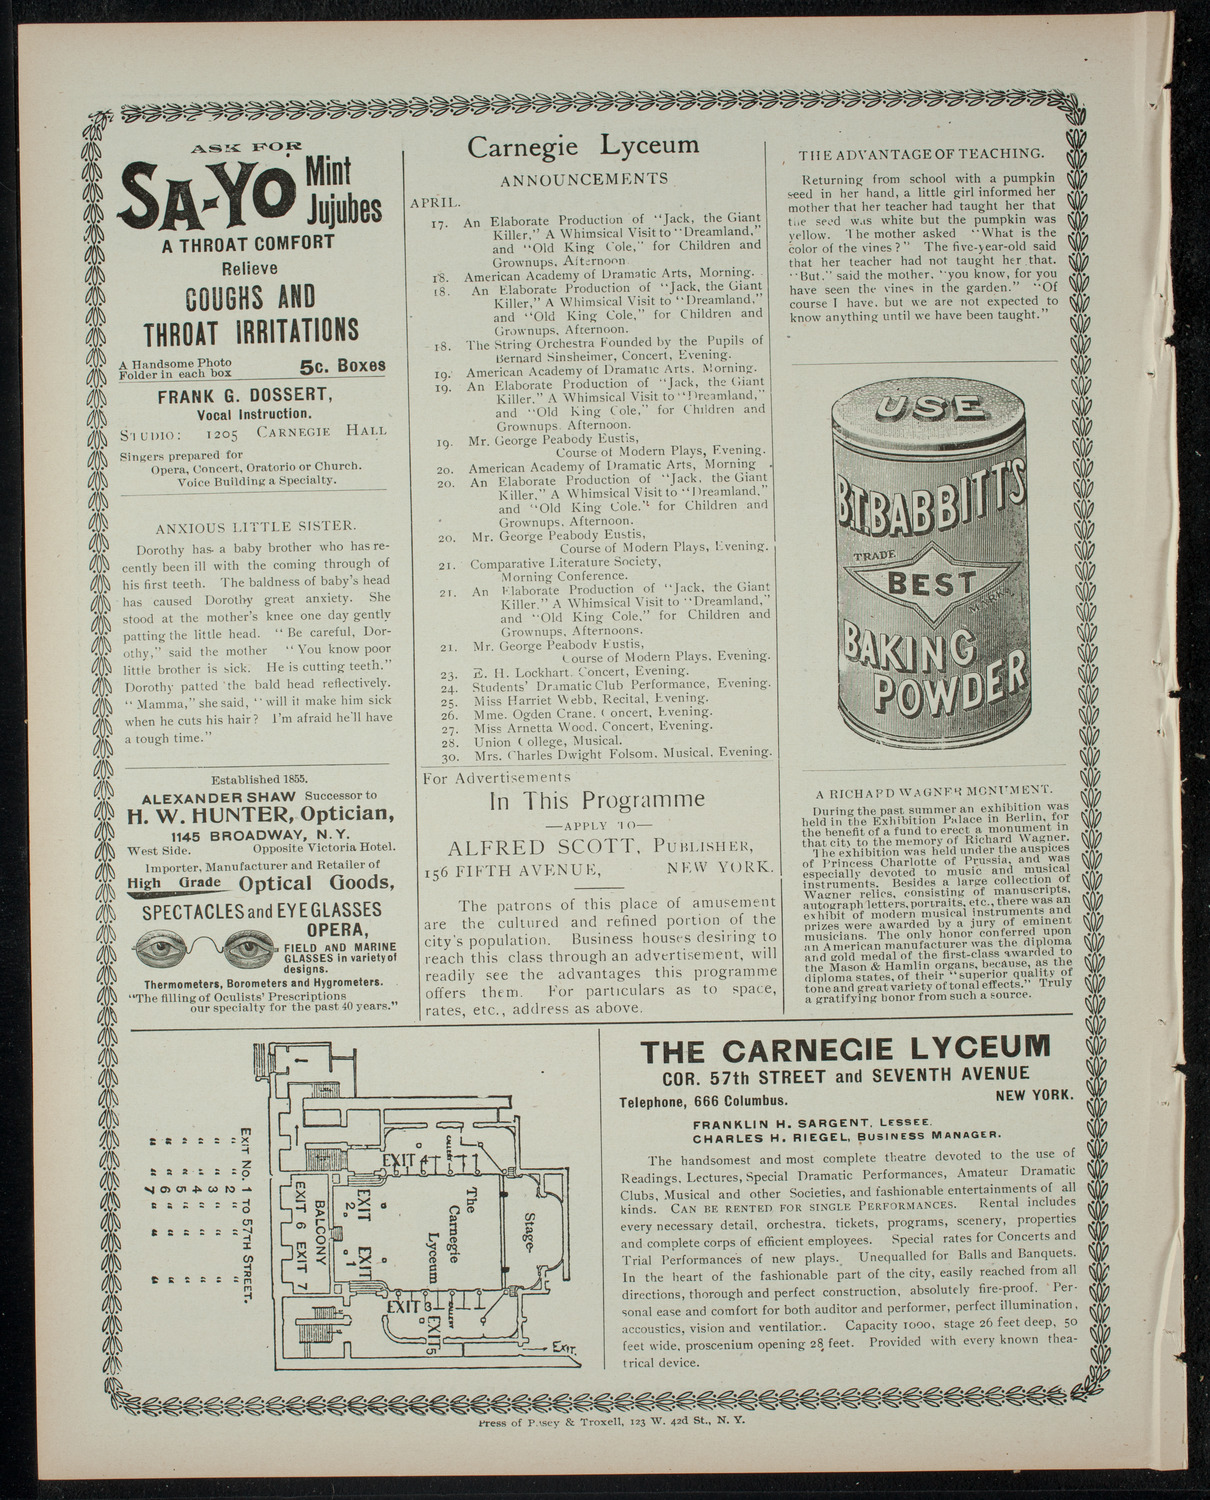 ASK FOR
SA-YO Mint
Jujubes
A THROAT COMFORT
Relieve
COUGHS AND
THROAT IRRITATIONS
A Handsome Photo
Folder in each box 5c. Boxes
FRANK G. DOSSERT,
Vocal Instruction.
STUDIO: 1205 CARNEGIE HALL
Singers prepared for
Opera, Concert, Oratorio or Church.
Voice Building a Specialty.
ANXIOUS LITTLE SISTER.
Dorothy has a baby brother who has re-
cently been ill with the coming through of
his first teeth. The baldness of baby's head
has caused Dorothy great anxiety. She
stood at the mother's knee one day gently
patting the little head. "Be careful, Dor-
othy," said the mother "You know poor
little brother is sick. He is cutting teeth."
Dorothy patted the bald head reflectively.
"Mamma," she said, "will it make him sick
when he cuts his hair? I'm afraid he'll have
a tough time."
Established 1855.
ALEXANDER SHAW Successor to
H. W. HUNTER, Optician,
1145 BROADWAY, N. Y.
West Side. Opposite Victoria Hotel.
Importer, Manufacturer and Retailer of
High Grade Optical Goods,
SPECTACLES and EYEGLASSES
OPERA,
FIELD AND MARINE
GLASSES in variety of
designs.
Thermometers, Borometers and Hygrometers.
"The filling of Oculists' Prescriptions
our specialty for the past 40 years."
Carnegie Lyceum
ANNOUNCEMENTS
APRIL.
17. An Elaborate Production of "Jack, the Giant
Killer," A Whimsical Visit to "Dreamland,"
and "Old King Cole," for Children and
Grownups, Afternoon
18. American Academy of Dramatic Arts, Morning.
18. An Elaborate Production of "Jack, the Giant
Killer," A Whimsical Visit to "Dreamland,"
and "Old King Cole," for Children and
Grownups, Afternoon.
18. The String Orchestra Founded by the Pupils of
Bernard Sinsheimer, Concert, Evening.
19. American Academy of Dramatic Arts, Morning.
19. An Elaborate Production of "Jack, the Giant
Killer." A Whimsical Visit to "Dreamland,"
and "Old King Cole," for Children and
Grownups. Afternoon.
19. Mr. George Peabody Eustis,
Course of Modern Plays, Evening.
20. American Academy of Dramatic Arts, Morning
20. An Elaborate Production of "Jack, the Giant
Killer," A Whimsical Visit to "Dreamland,"
and "Old King Cole." for Children and
Grownups, Afternoon.
20. Mr. George Peabody Eustis,
Course of Modern Plays, Evening.
21. Comparative Literature Society,
Morning Conference.
21. An Elaborate Production of "Jack, the Giant
Killer." A Whimsical Visit to "Dreamland,"
and "Old King Cole," for Children and
Grownups, Afternoons.
21. Mr. George Peabody Eustis,
Course of Modern Plays, Evening.
23. E. H. Lockhart. Concert, Evening.
24. Students' Dramatic Club Performance, Evening.
25. Miss Harriet Webb, Recital, Evening.
26. Mme. Ogden Crane, Concert, Evening.
27. Miss Arnetta Wood, Concert, Evening.
28. Union College, Musical.
30. Mrs. Charles Dwight Folsom, Musical, Evening.
For Advertisements
In This Programme
—APPLY TO—
ALFRED SCOTT, PUBLISHER,
156 FIFTH AVENUE, NEW YORK.
The patrons of this place of amusement
are the cultured and refined portion of the
city's population. Business houses desiring to
reach this class through an advertisement, will
readily see the advantages this programme
offers them. For particulars as to space,
rates, etc., address as above.
THE ADVANTAGE OF TEACHING.
Returning from school with a pumpkin
seed in her hand, a little girl informed her
mother that her teacher had taught her that
the seed was white but the pumpkin was
yellow. The mother asked "What is the
color of the vines?" The five-year-old said
that her teacher had not taught her that.
"But." said the mother, "you know, for you
have seen the vines in the garden." "Of
course I have, but we are not expected to
know anything until we have been taught."
USE
B.T. BABBITT'S
TRADE
BEST
MARK
BAKING
POWDER
A RICHARD WAGNER MONUMENT.
During the past summer an exhibition was
held in the Exhibition Palace in Berlin, for
the benefit of a fund to erect a monument in
that city to the memory of Richard Wagner.
The exhibition was held under the auspices
of Princess Charlotte of Prussia, and was
especially devoted to music and musical
instruments. Besides a large collection of
Wagner relics, consisting of manuscripts,
autograph letters, portraits, etc., there was an
exhibit of modern musical instruments and
prizes were awarded by a jury of eminent
musicians. The only honor conferred upon
an American manufacturer was the diploma
and gold medal of the first-class awarded to
the Mason & Hamlin organs, because, as the
diploma states, of their "superior quality of
tone and great variety of tonal effects." Truly
a gratifying honor from such a source.
EXIT NO. 1 TO 57TH STREET.
" " 2 " " "
" " 3 " " "
" " 4 " " "
" " 5 " " "
" " 6 " " "
" " 7 " " "
EXIT 4
GALLERY
EXIT 6 EXIT 7
BALCONY
EXIT 2
EXIT 1
The
Carnegie
Lyceum
Stage
EXIT 3
GALLERY
EXIT 5
EXIT.
THE CARNEGIE LYCEUM
COR. 57th STREET and SEVENTH AVENUE
Telephone, 666 Columbus. NEW YORK.
FRANKLIN H. SARGENT, LESSEE.
CHARLES H. RIEGEL, BUSINESS MANAGER.
The handsomest and most complete theatre devoted to the use of
Readings, Lectures, Special Dramatic Performances, Amateur Dramatic
Clubs, Musical and other Societies, and fashionable entertainments of all
kinds. CAN BE RENTED FOR SINGLE PERFORMANCES. Rental includes
every necessary detail, orchestra, tickets, programs, scenery, properties
and complete corps of efficient employees. Special rates for Concerts and
Trial Performances of new plays. Unequalled for Balls and Banquets.
In the heart of the fashionable part of the city, easily reached from all
directions, thorough and perfect construction, absolutely fire-proof. Per-
sonal ease and comfort for both auditor and performer, perfect illumination,
accoustics, vision and ventilation. Capacity 1000, stage 26 feet deep, 50
feet wide, proscenium opening 28 feet. Provided with every known thea-
trical device.
Press of Pusey & Troxell, 123 W. 42d St., N. Y.